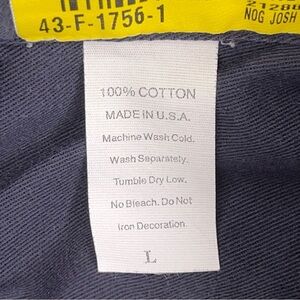 43-F-1756-1
NOG JOSH
100% COTTON
MADE IN U.S.A.
Machine Wash Cold.
Wash Separately.
Tumble Dry Low.
No Bleach. Do Not
Iron Decoration.
L